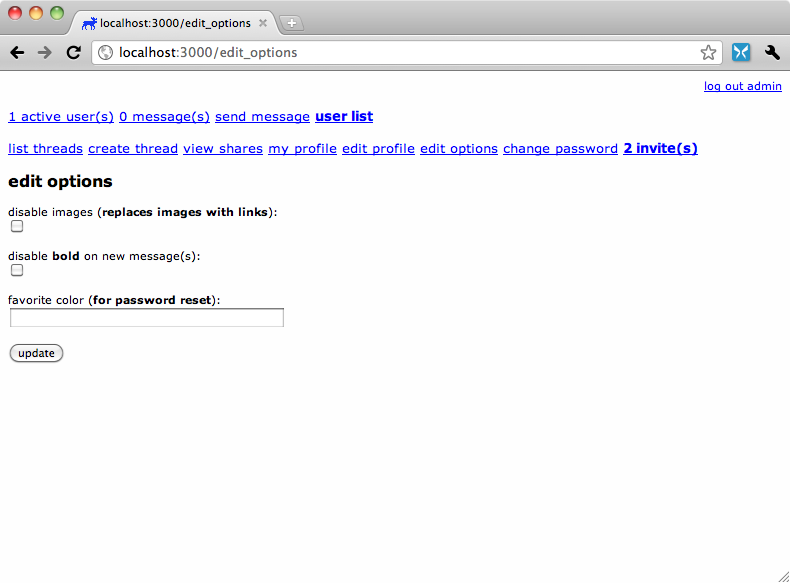 localhost:3000/edit_options
localhost:3000/edit_options
log out admin
1 active user(s) 0 message(s) send message user list
list threads create thread view shares my profile edit profile edit options change password 2 invite(s)
edit options
disable images (replaces images with links):
disable bold on new message(s):
favorite color (for password reset):
update